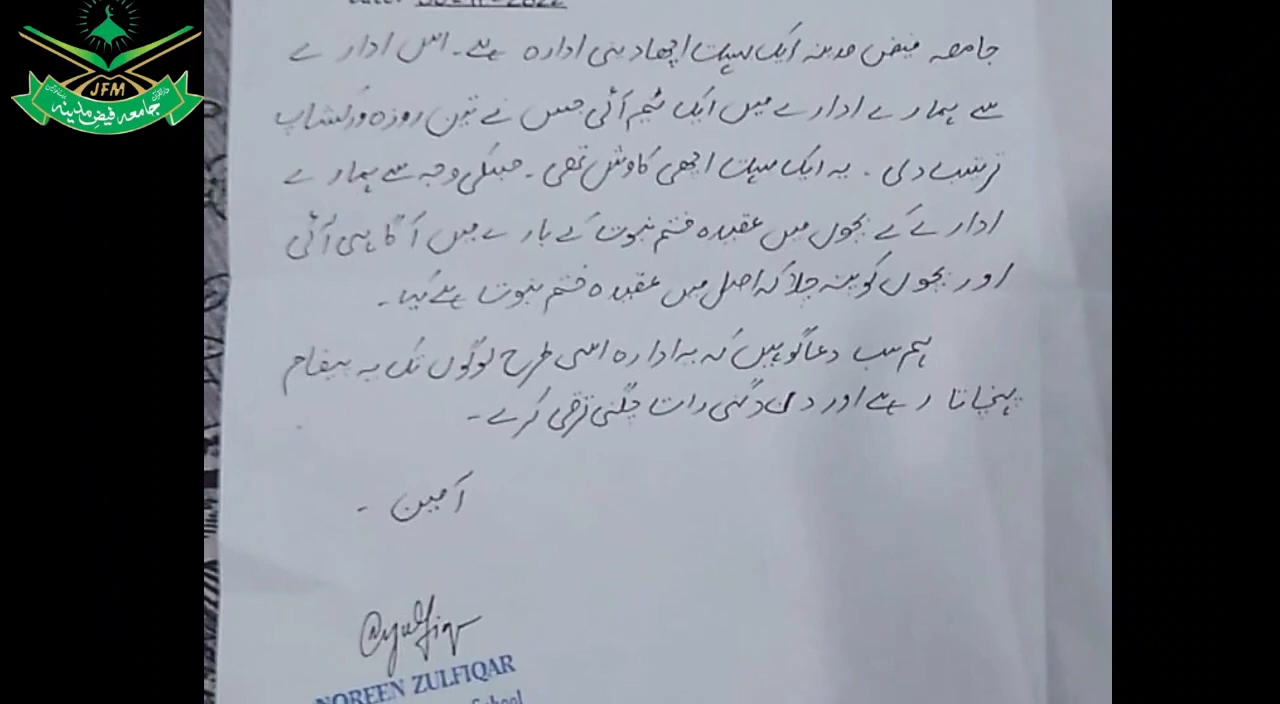 JFM
جامعہ فیض مدینہ
جامعہ فیض مدینہ ایک بہت اچھا دینی ادارہ ہے۔ اس ادارے
سے ہمارے ادارے میں ایک ٹیم آئی جس نے تین روزہ ورکشاپ
ترتیب دی۔ یہ ایک بہت اچھی کاوش تھی۔ جسکی وجہ سے ہمارے
ادارے کے بچوں میں عقیدہ ختم نبوت کے بارے میں آگاہی آئی
اور بچوں کو پتہ چلا کہ اصل میں عقیدہ ختم نبوت ہے کیا۔
ہم سب دعاگو ہیں کہ یہ ادارہ اسی طرح لوگوں تک یہ پیغام
پہنچاتا رہے اور دن دگنی رات چگنی ترقی کرے۔
آمین۔
NOREEN ZULFIQAR
School